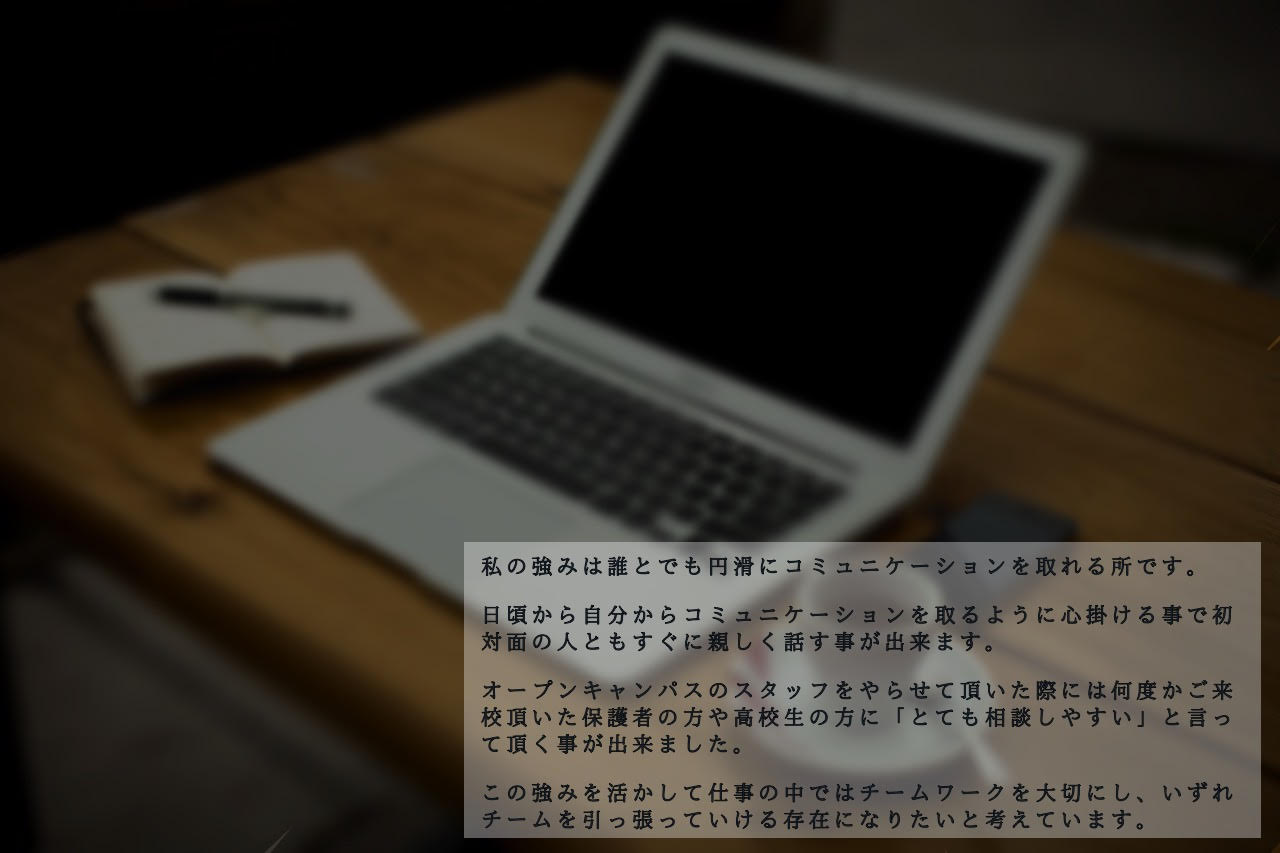 私の強みは誰とでも円滑にコミュニケーションを取れる所です。
日頃から自分からコミュニケーションを取るように心掛ける事で初
対面の人ともすぐに親しく話す事が出来ます。
オープンキャンパスのスタッフをやらせて頂いた際には何度かご来
校頂いた保護者の方や高校生の方に「とても相談しやすい」と言っ
て頂く事が出来ました。
この強みを活かして仕事の中ではチームワークを大切にし、いずれ
チームを引っ張っていける存在になりたいと考えています。